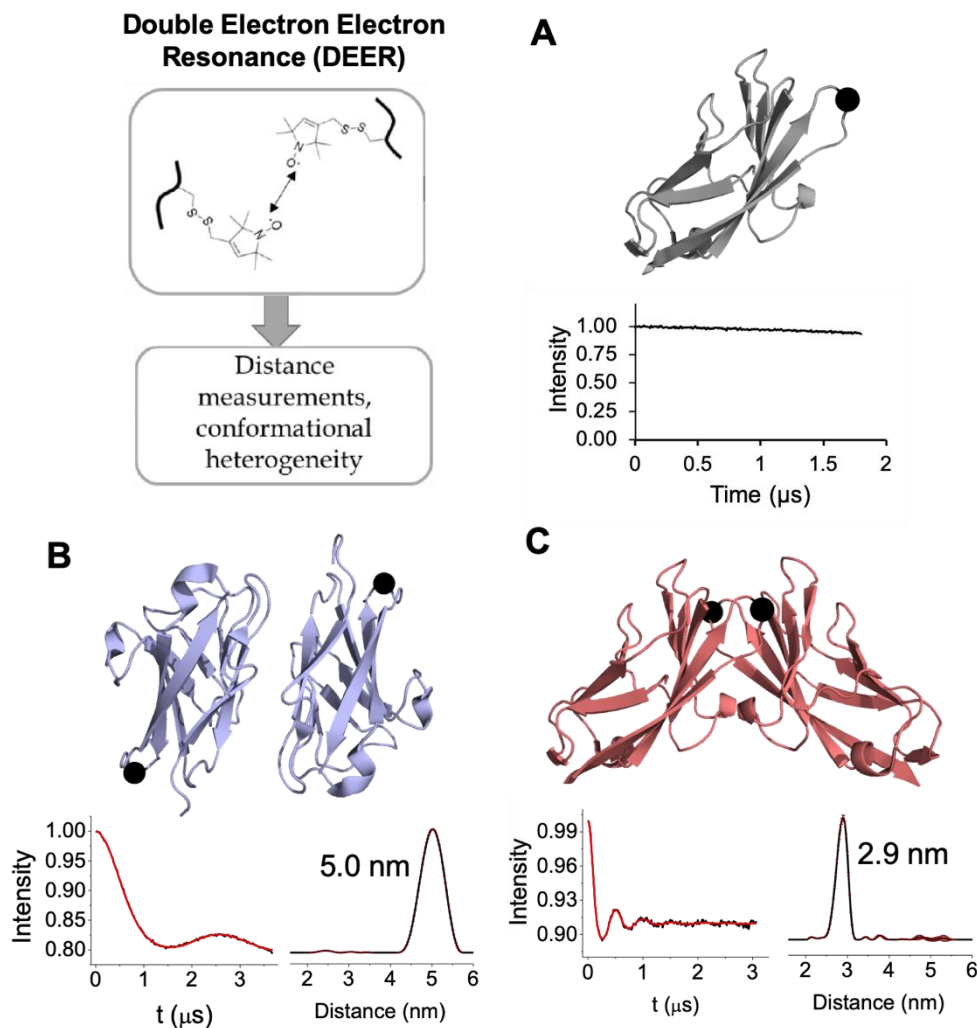 Double Electron Electron
Resonance (DEER)
S
S
N
O·
·O
N
S
S
Distance
measurements,
conformational
heterogeneity
A
Intensity
1.00
0.75
0.50
0.25
0.00
0 0.5 1 1.5 2
Time (μs)
B
Intensity
1.00
0.95
0.90
0.85
0.80
0 1 2 3
t (μs)
5.0 nm
2 3 4 5 6
Distance (nm)
C
Intensity
0.99
0.96
0.93
0.90
0 1 2 3
t (μs)
2.9 nm
2 3 4 5 6
Distance (nm)